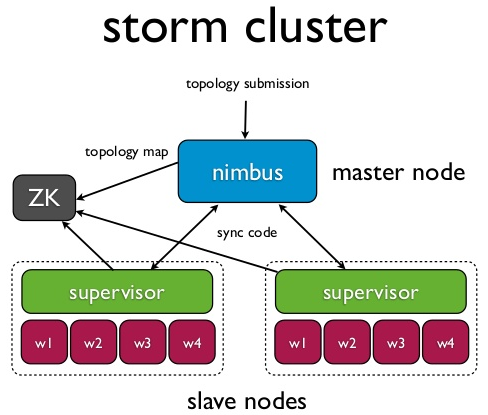 storm cluster
topology submission
topology map
nimbus
master node
ZK
sync code
supervisor
w1 w2 w3 w4
supervisor
w1 w2 w3 w4
slave nodes